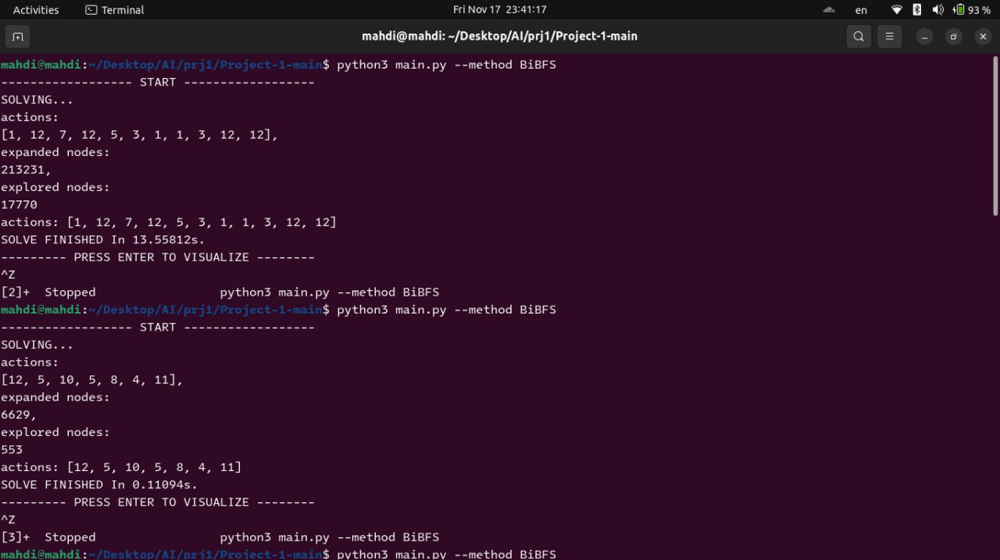 Activities Terminal Fri Nov 17 23:41:17 en 93 %
mahdi@mahdi: ~/Desktop/AI/prj1/Project-1-main
mahdi@mahdi:~/Desktop/AI/prj1/Project-1-main$ python3 main.py --method BiBFS
------------------ START ------------------
SOLVING...
actions:
[1, 12, 7, 12, 5, 3, 1, 1, 3, 12, 12],
expanded nodes:
213231,
explored nodes:
17770
actions: [1, 12, 7, 12, 5, 3, 1, 1, 3, 12, 12]
SOLVE FINISHED In 13.55812s.
--------- PRESS ENTER TO VISUALIZE --------
^Z
[2]+  Stopped                 python3 main.py --method BiBFS
mahdi@mahdi:~/Desktop/AI/prj1/Project-1-main$ python3 main.py --method BiBFS
------------------ START ------------------
SOLVING...
actions:
[12, 5, 10, 5, 8, 4, 11],
expanded nodes:
6629,
explored nodes:
553
actions: [12, 5, 10, 5, 8, 4, 11]
SOLVE FINISHED In 0.11094s.
--------- PRESS ENTER TO VISUALIZE --------
^Z
[3]+  Stopped                 python3 main.py --method BiBFS
mahdi@mahdi:~/Desktop/AI/prj1/Project-1-main$ python3 main.py --method BiBFS